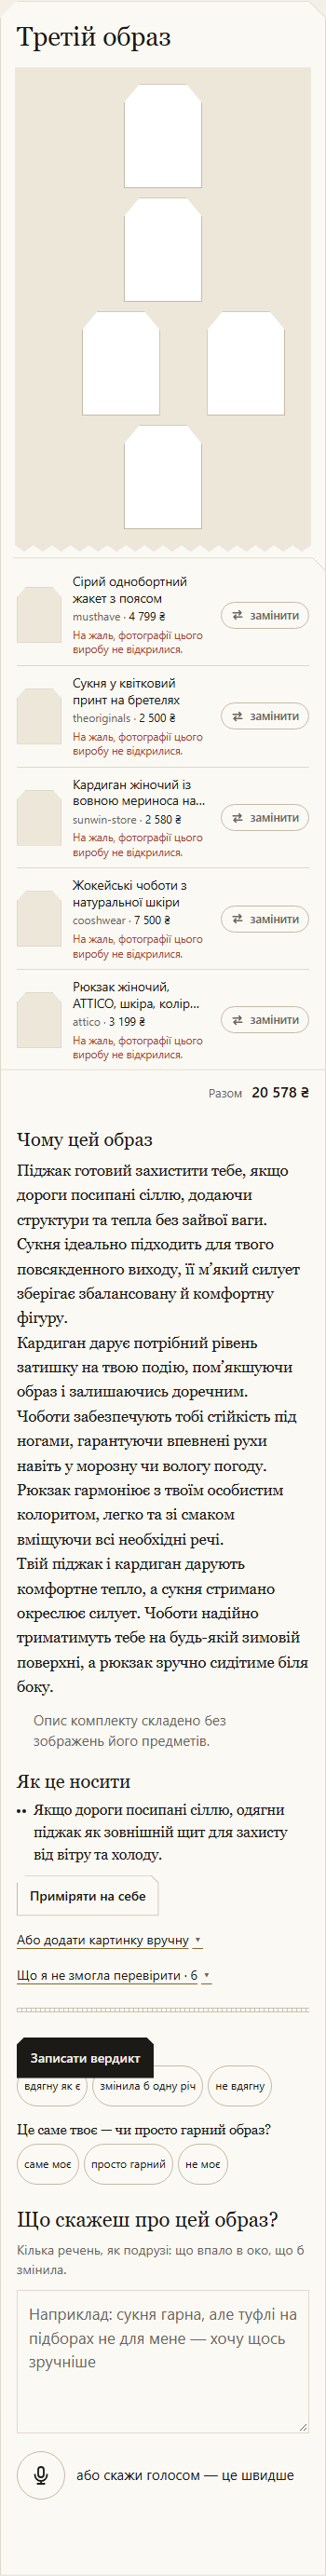 Третій образ
Сірий однобортний
жакет з поясом
musthave · 4 799 ₴
На жаль, фотографії цього
виробу не відкрилися.
замінити
Сукня у квітковий
принт на бретелях
theoriginals · 2 500 ₴
На жаль, фотографії цього
виробу не відкрилися.
замінити
Кардиган жіночий із
вовною мериноса на...
sunwin-store · 2 580 ₴
На жаль, фотографії цього
виробу не відкрилися.
замінити
Жокейські чоботи з
натуральної шкіри
cooshwear · 7 500 ₴
На жаль, фотографії цього
виробу не відкрилися.
замінити
Рюкзак жіночий,
ATTICO, шкіра, колір...
attico · 3 199 ₴
На жаль, фотографії цього
виробу не відкрилися.
замінити
Разом 20 578 ₴
Чому цей образ
Піджак готовий захистити тебе, якщо
дороги посипані сіллю, додаючи
структури та тепла без зайвої ваги.
Сукня ідеально підходить для твого
повсякденного виходу, її м’який силует
зберігає збалансовану й комфортну
фігуру.
Кардиган дарує потрібний рівень
затишку на твою подію, пом’якшуючи
образ і залишаючись доречним.
Чоботи забезпечують тобі стійкість під
ногами, гарантуючи впевнені рухи
навіть у морозну чи вологу погоду.
Рюкзак гармоніює з твоїм особистим
колоритом, легко та зі смаком
вміщуючи всі необхідні речі.
Твій піджак і кардиган дарують
комфортне тепло, а сукня стримано
окреслює силует. Чоботи надійно
триматимуть тебе на будь-якій зимовій
поверхні, а рюкзак зручно сидітиме біля
боку.
Опис комплекту складено без
зображень його предметів.
Як це носити
Якщо дороги посипані сіллю, одягни
піджак як зовнішній щит для захисту
від вітру та холоду.
Приміряти на себе
Або додати картинку вручну
Що я не змогла перевірити · 6
Записати вердикт
вдягну як є
змінила б одну річ
не вдягну
Це саме твоє — чи просто гарний образ?
саме моє
просто гарний
не моє
Що скажеш про цей образ?
Кілька речень, як подрузі: що впало в око, що б
змінила.
Наприклад: сукня гарна, але туфлі на
підборах не для мене — хочу щось
зручніше
або скажи голосом — це швидше